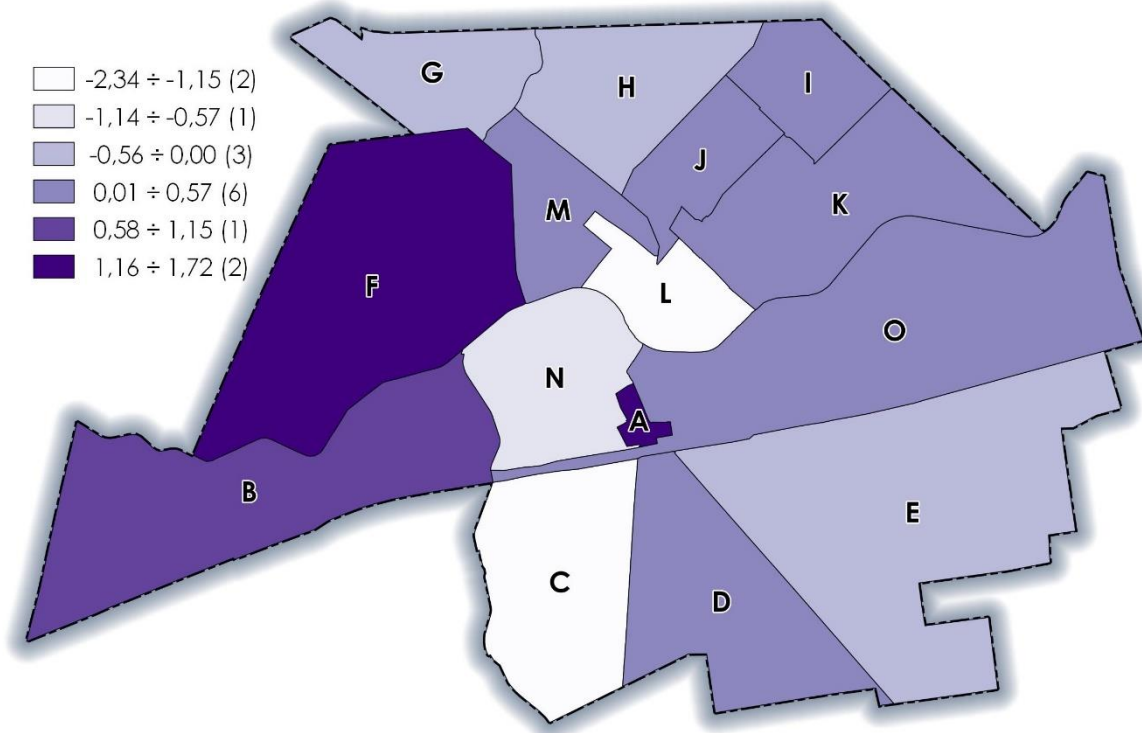 -2,34 ÷ -1,15 (2)
-1,14 ÷ -0,57 (1)
-0,56 ÷ 0,00 (3)
0,01 ÷ 0,57 (6)
0,58 ÷ 1,15 (1)
1,16 ÷ 1,72 (2)
G
H
I
J
K
M
F
L
O
N
A
B
E
C
D